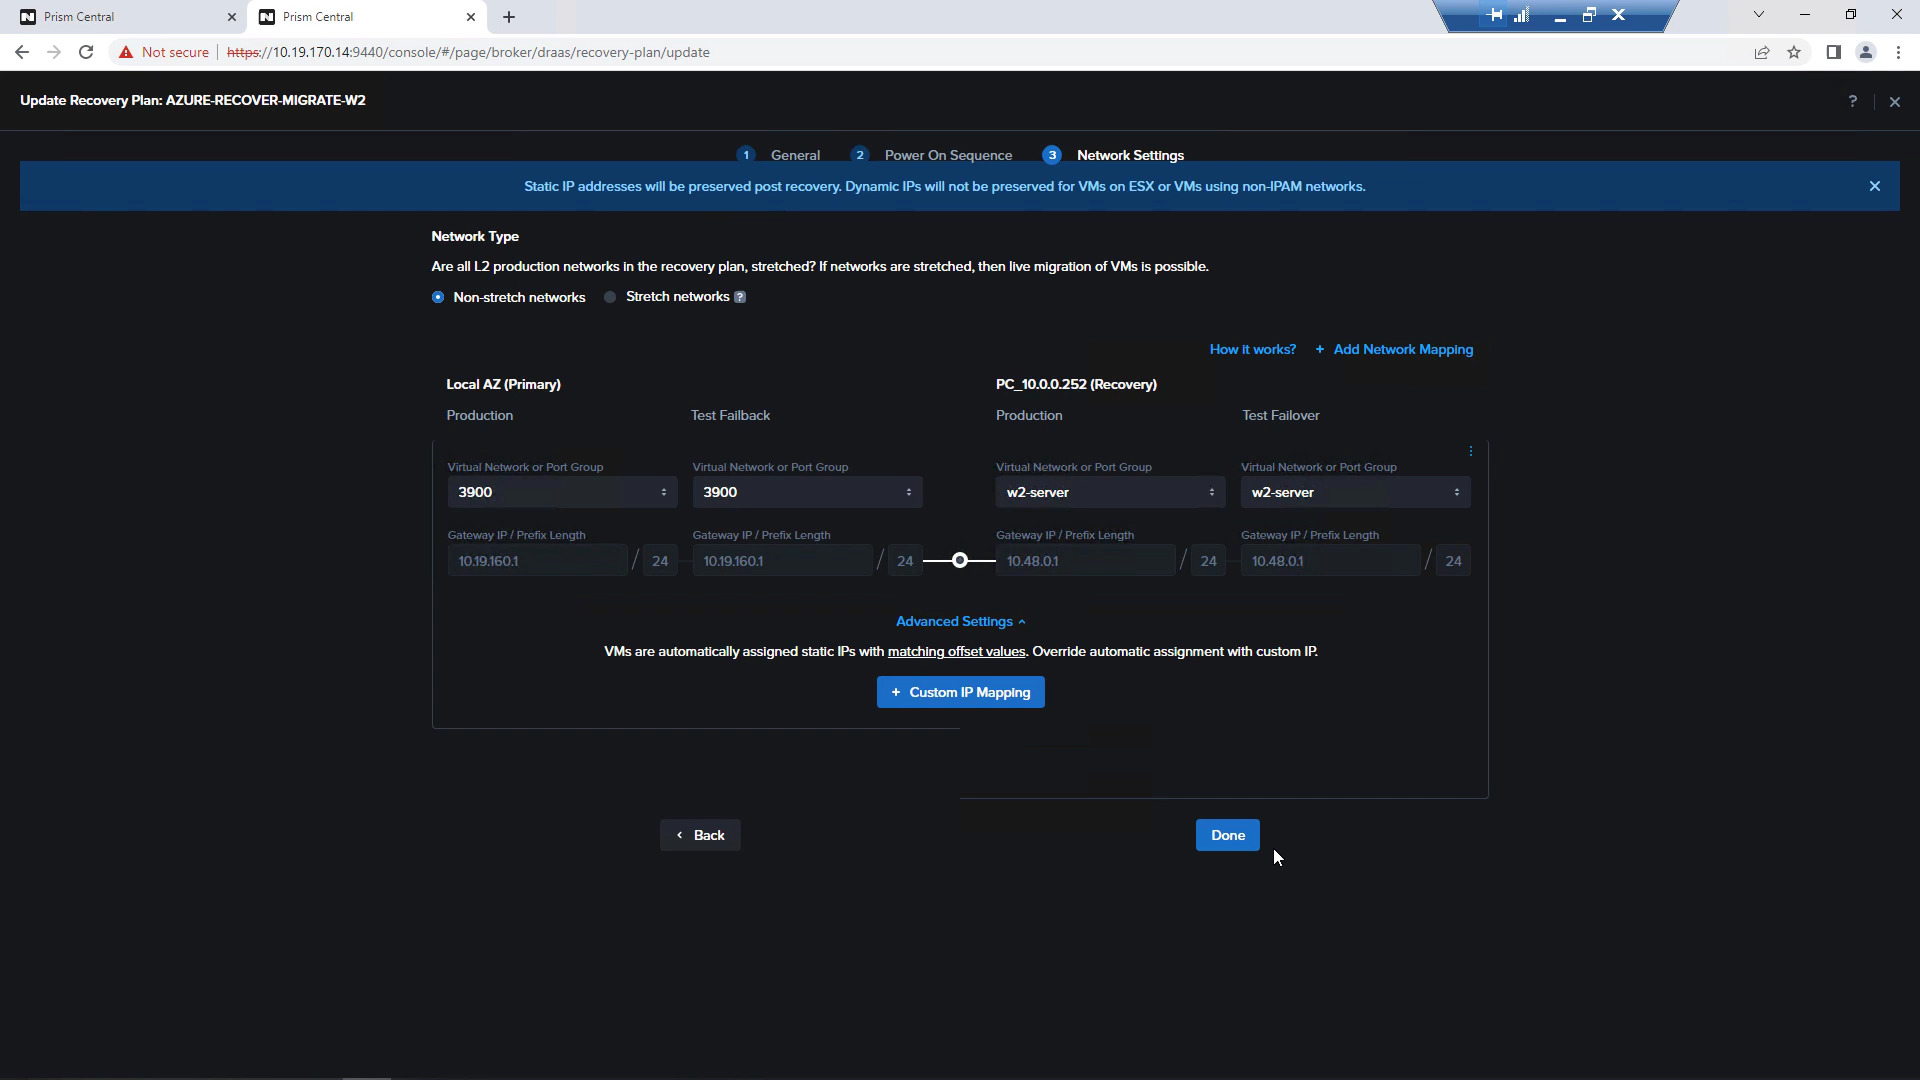 Prism Central
Prism Central
Not secure
https://10.19.170.14:9440/console/#/page/broker/draas/recovery-plan/update
Update Recovery Plan: AZURE-RECOVER-MIGRATE-W2
?
1 General 2 Power On Sequence 3 Network Settings
Static IP addresses will be preserved post recovery. Dynamic IPs will not be preserved for VMs on ESX or VMs using non-IPAM networks.
Network Type
Are all L2 production networks in the recovery plan, stretched? If networks are stretched, then live migration of VMs is possible.
Non-stretch networks Stretch networks ?
How it works? + Add Network Mapping
Local AZ (Primary) PC_10.0.0.252 (Recovery)
Production Test Failback Production Test Failover
Virtual Network or Port Group Virtual Network or Port Group Virtual Network or Port Group Virtual Network or Port Group
3900 3900 w2-server w2-server
Gateway IP / Prefix Length Gateway IP / Prefix Length Gateway IP / Prefix Length Gateway IP / Prefix Length
10.19.160.1 / 24 10.19.160.1 / 24 10.48.0.1 / 24 10.48.0.1 / 24
Advanced Settings
VMs are automatically assigned static IPs with matching offset values. Override automatic assignment with custom IP.
+ Custom IP Mapping
Back Done